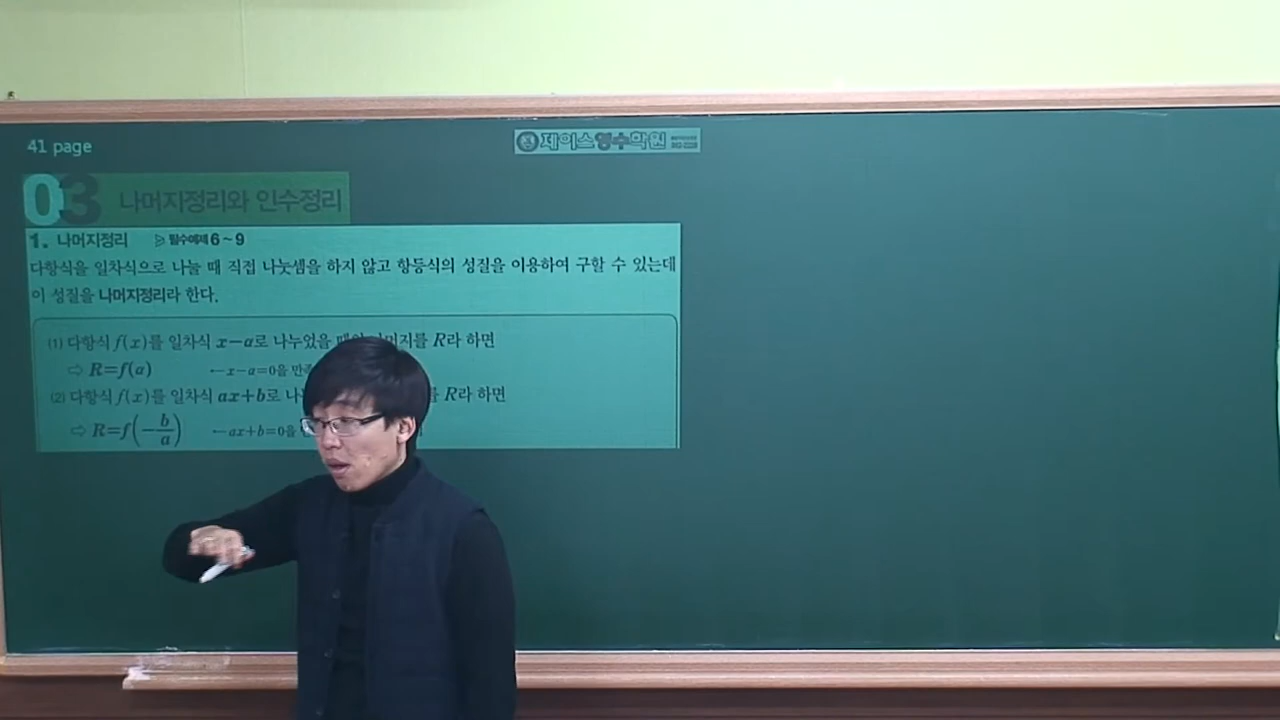 41 page
제이스영수학원
03 나머지정리와 인수정리
1. 나머지정리 ▷ 필수예제 6~9
다항식을 일차식으로 나눌 때 직접 나눗셈을 하지 않고 항등식의 성질을 이용하여 구할 수 있는데
이 성질을 나머지정리라 한다.
(1) 다항식 f(x)를 일차식 x−a로 나누었을 R라 하면
⇨ R=f(a) ←x−a=0을
(2) 다항식 f(x)를 일차식 ax+b로 를 R라 하면
⇨ R=f(−b/a) ←ax+b=0을